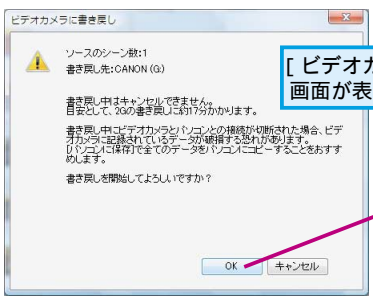 ビデオカメラに書き戻し
ソースのシーン数:1
書き戻し先:CANON (G:)
[ ビデオカ
画面が表
書き戻し中はキャンセルできません。
目安として、2Gの書き戻しに約17分かかります。
書き戻し中にビデオカメラとパソコンとの接続が切断された場合、ビデ
オカメラに記録されているデータが破損する恐れがあります。
[パソコンに保存]で全てのデータをパソコンにコピーすることをおすす
めします。
書き戻しを開始してよろしいですか？
OK
キャンセル